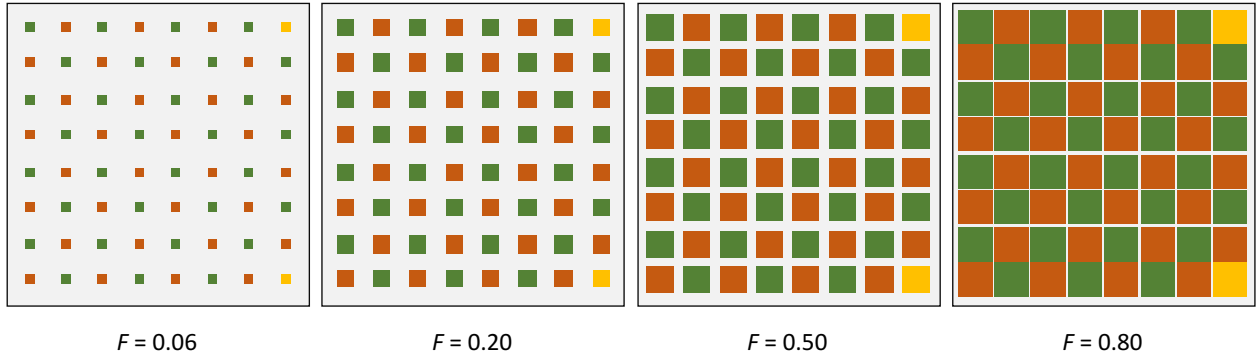 F = 0.06
F = 0.20
F = 0.50
F = 0.80